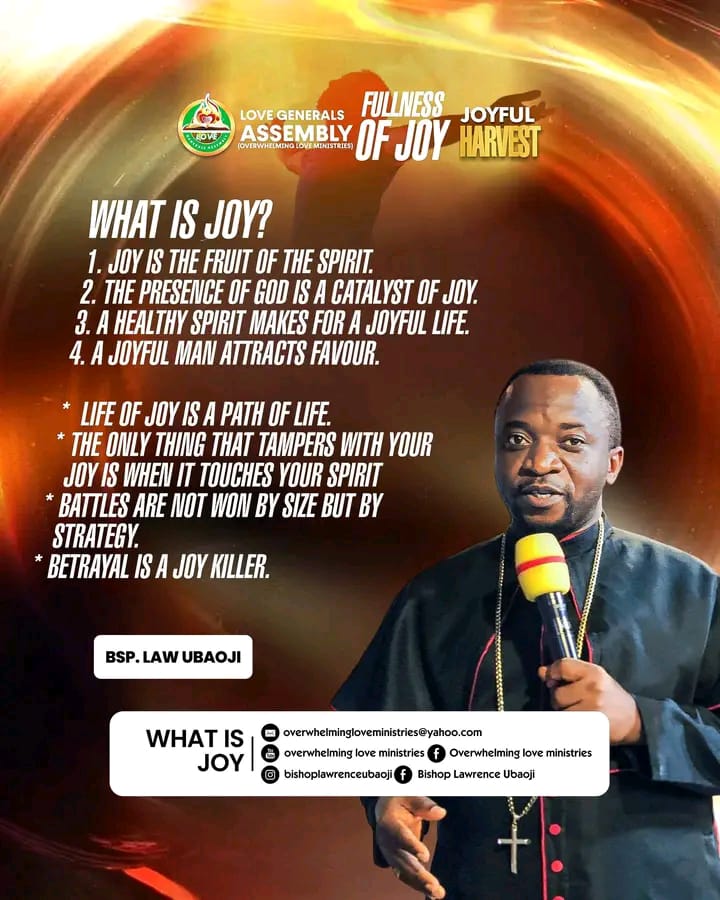 LOVE GENERALS
ASSEMBLY
(OVERWHELMING LOVE MINISTRIES)
FULLNESS
OF JOY
JOYFUL
HARVEST
LOVE
WHAT IS JOY?
1. JOY IS THE FRUIT OF THE SPIRIT.
2. THE PRESENCE OF GOD IS A CATALYST OF JOY.
3. A HEALTHY SPIRIT MAKES FOR A JOYFUL LIFE.
4. A JOYFUL MAN ATTRACTS FAVOUR.
* LIFE OF JOY IS A PATH OF LIFE.
* THE ONLY THING THAT TAMPERS WITH YOUR
JOY IS WHEN IT TOUCHES YOUR SPIRIT
* BATTLES ARE NOT WON BY SIZE BUT BY
STRATEGY.
* BETRAYAL IS A JOY KILLER.
BSP. LAW UBAOJI
WHAT IS
JOY
overwhelmingloveministries@yahoo.com
overwhelming love ministries Overwhelming love ministries
bishoplawrenceubaoji Bishop Lawrence Ubaoji